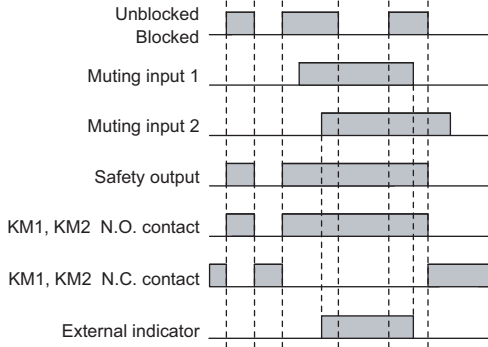 Unblocked
Blocked
Muting input 1
Muting input 2
Safety output
KM1, KM2 N.O. contact
KM1, KM2 N.C. contact
External indicator